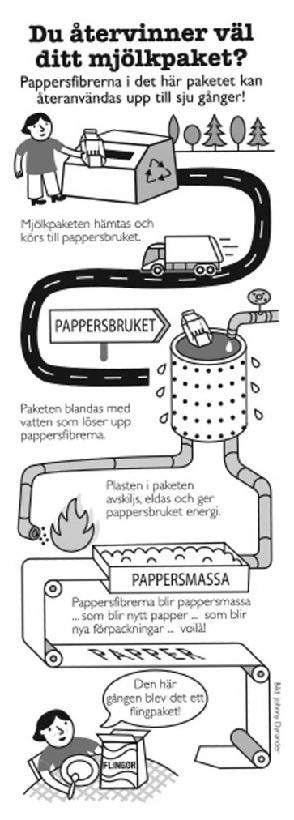 Du återvinner väl
ditt mjölkpaket?
Pappersfibrerna i det här paketet kan
återanvändas upp till sju gånger!
Mjölkpaketen hämtas och
körs till pappersbruket.
PAPPERSBRUKET
Paketen blandas med
vatten som löser upp
pappersfibrerna.
Plasten i paketen
avskiljs, eldas och ger
pappersbruket energi.
PAPPERSMASSA
Pappersfibrerna blir pappersmassa
... som blir nytt papper ... som blir
nya förpackningar ... voilà!
PAPPER
Den här
gången blev det ett
flingpaket!
FLINGOR
Bild: Johnny Dyrander